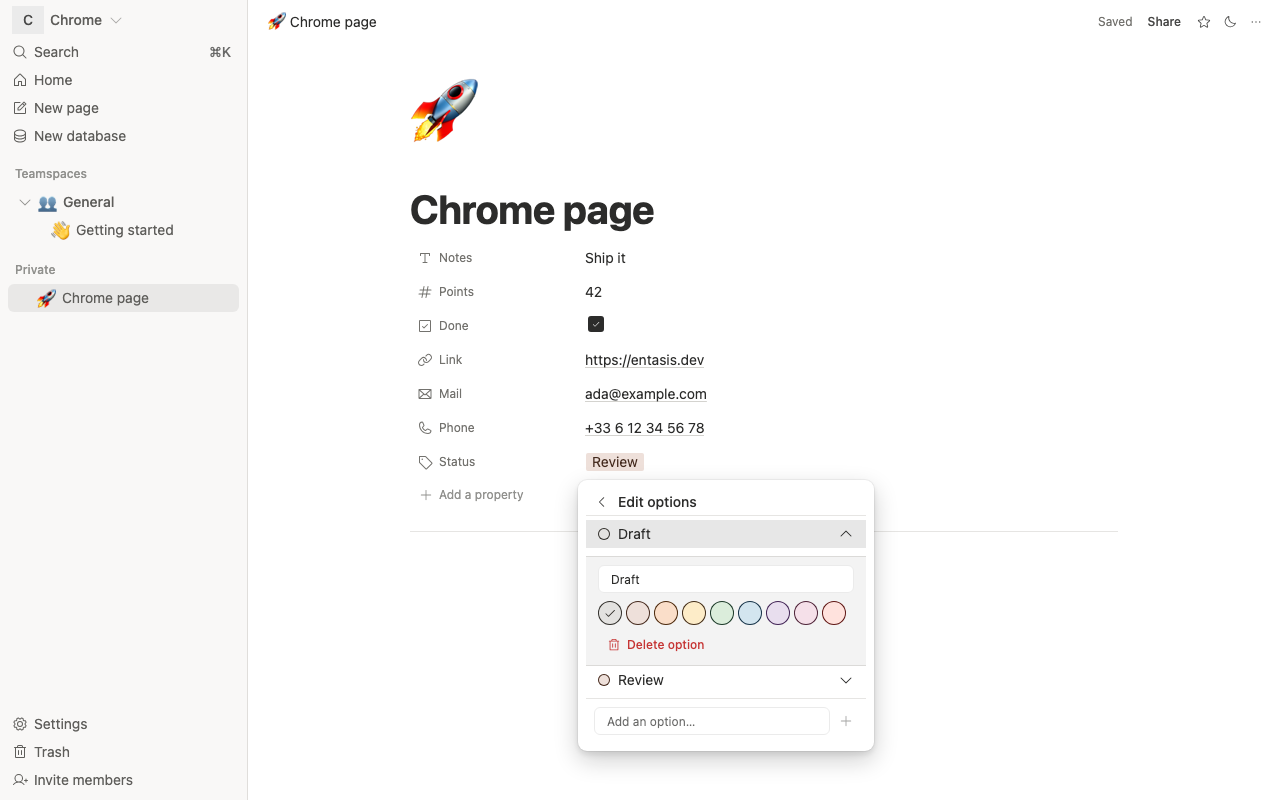 C Chrome
Search ⌘K
Home
New page
New database
Teamspaces
General
Getting started
Private
Chrome page
Settings
Trash
Invite members
Chrome page
Saved Share
Chrome page
Notes Ship it
Points 42
Done
Link https://entasis.dev
Mail ada@example.com
Phone +33 6 12 34 56 78
Status Review
Add a property
Edit options
Draft
Draft
Delete option
Review
Add an option...